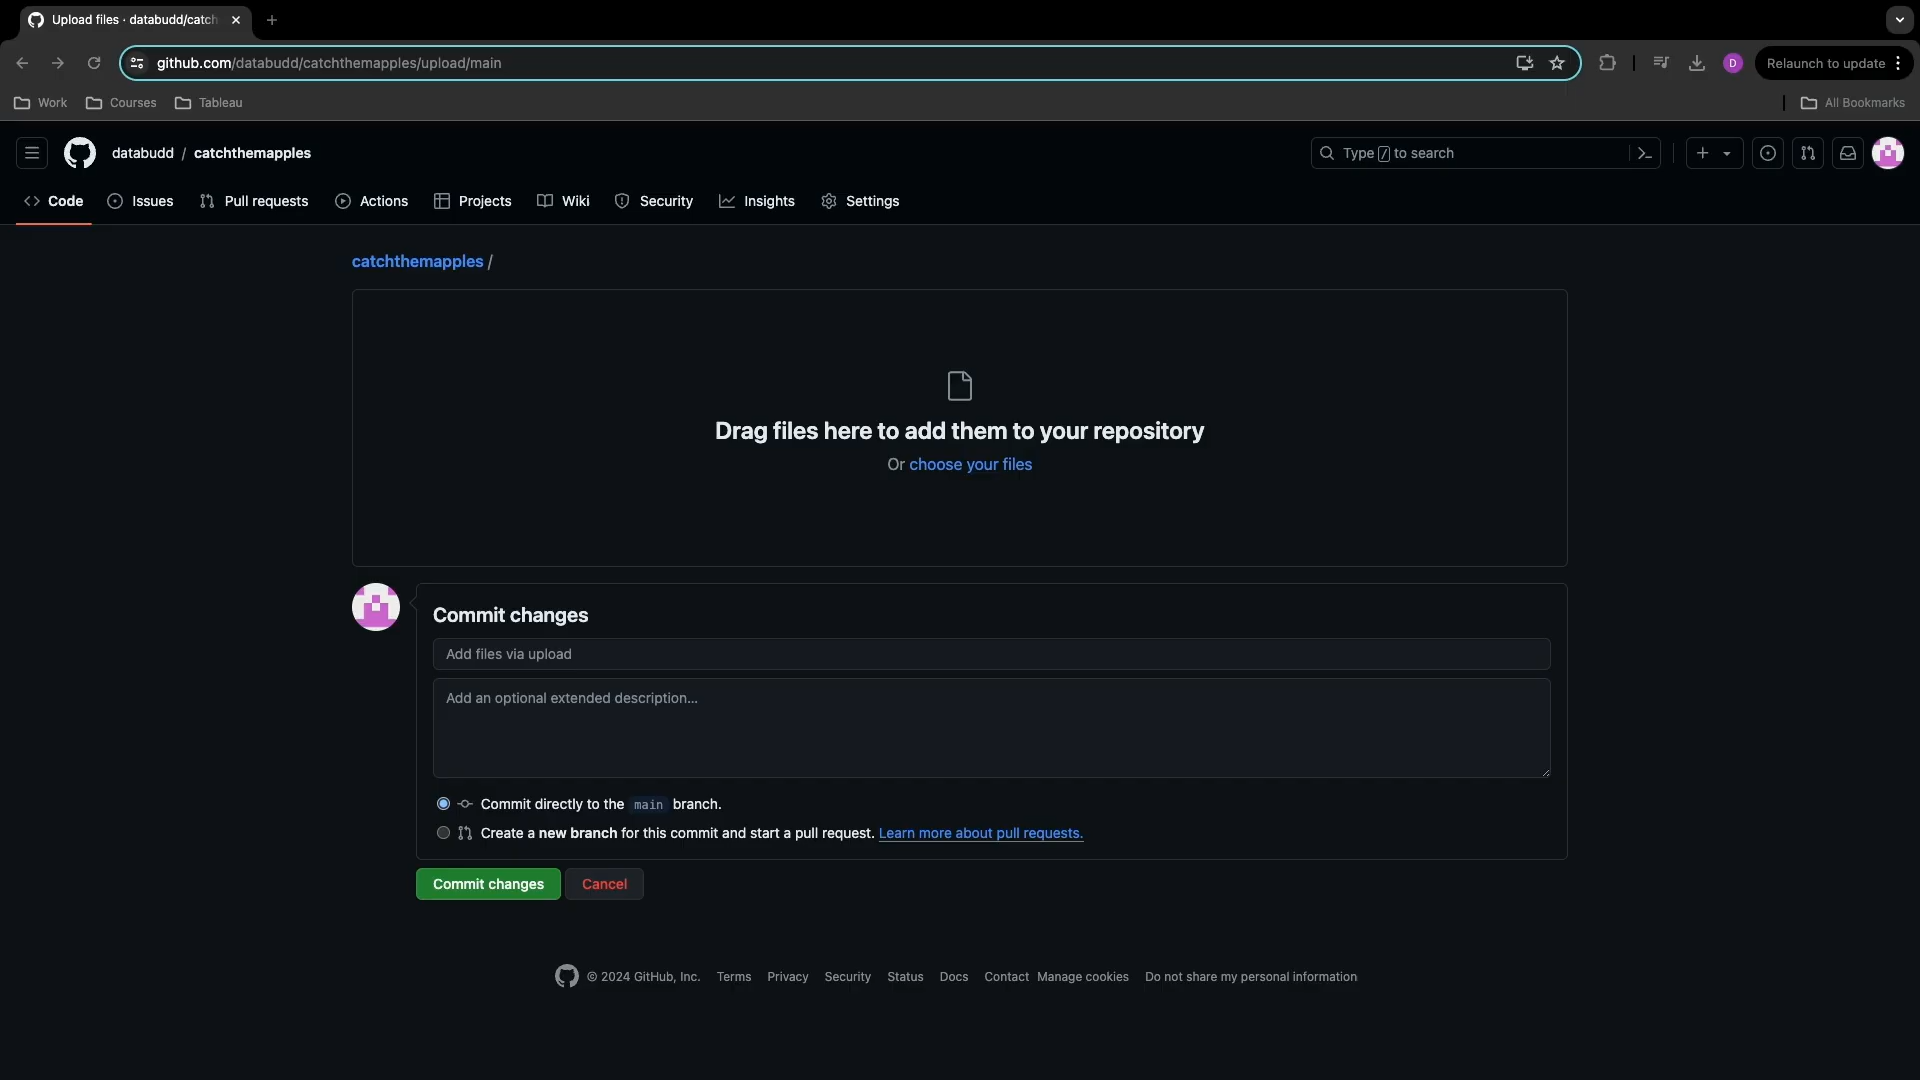 Upload files · databudd/catch
github.com/databudd/catchthemapples/upload/main
D
Relaunch to update
Work
Courses
Tableau
All Bookmarks
databudd / catchthemapples
Type / to search
Code
Issues
Pull requests
Actions
Projects
Wiki
Security
Insights
Settings
catchthemapples /
Drag files here to add them to your repository
Or choose your files
Commit changes
Add files via upload
Add an optional extended description...
Commit directly to the main branch.
Create a new branch for this commit and start a pull request. Learn more about pull requests.
Commit changes
Cancel
© 2024 GitHub, Inc.
Terms
Privacy
Security
Status
Docs
Contact
Manage cookies
Do not share my personal information